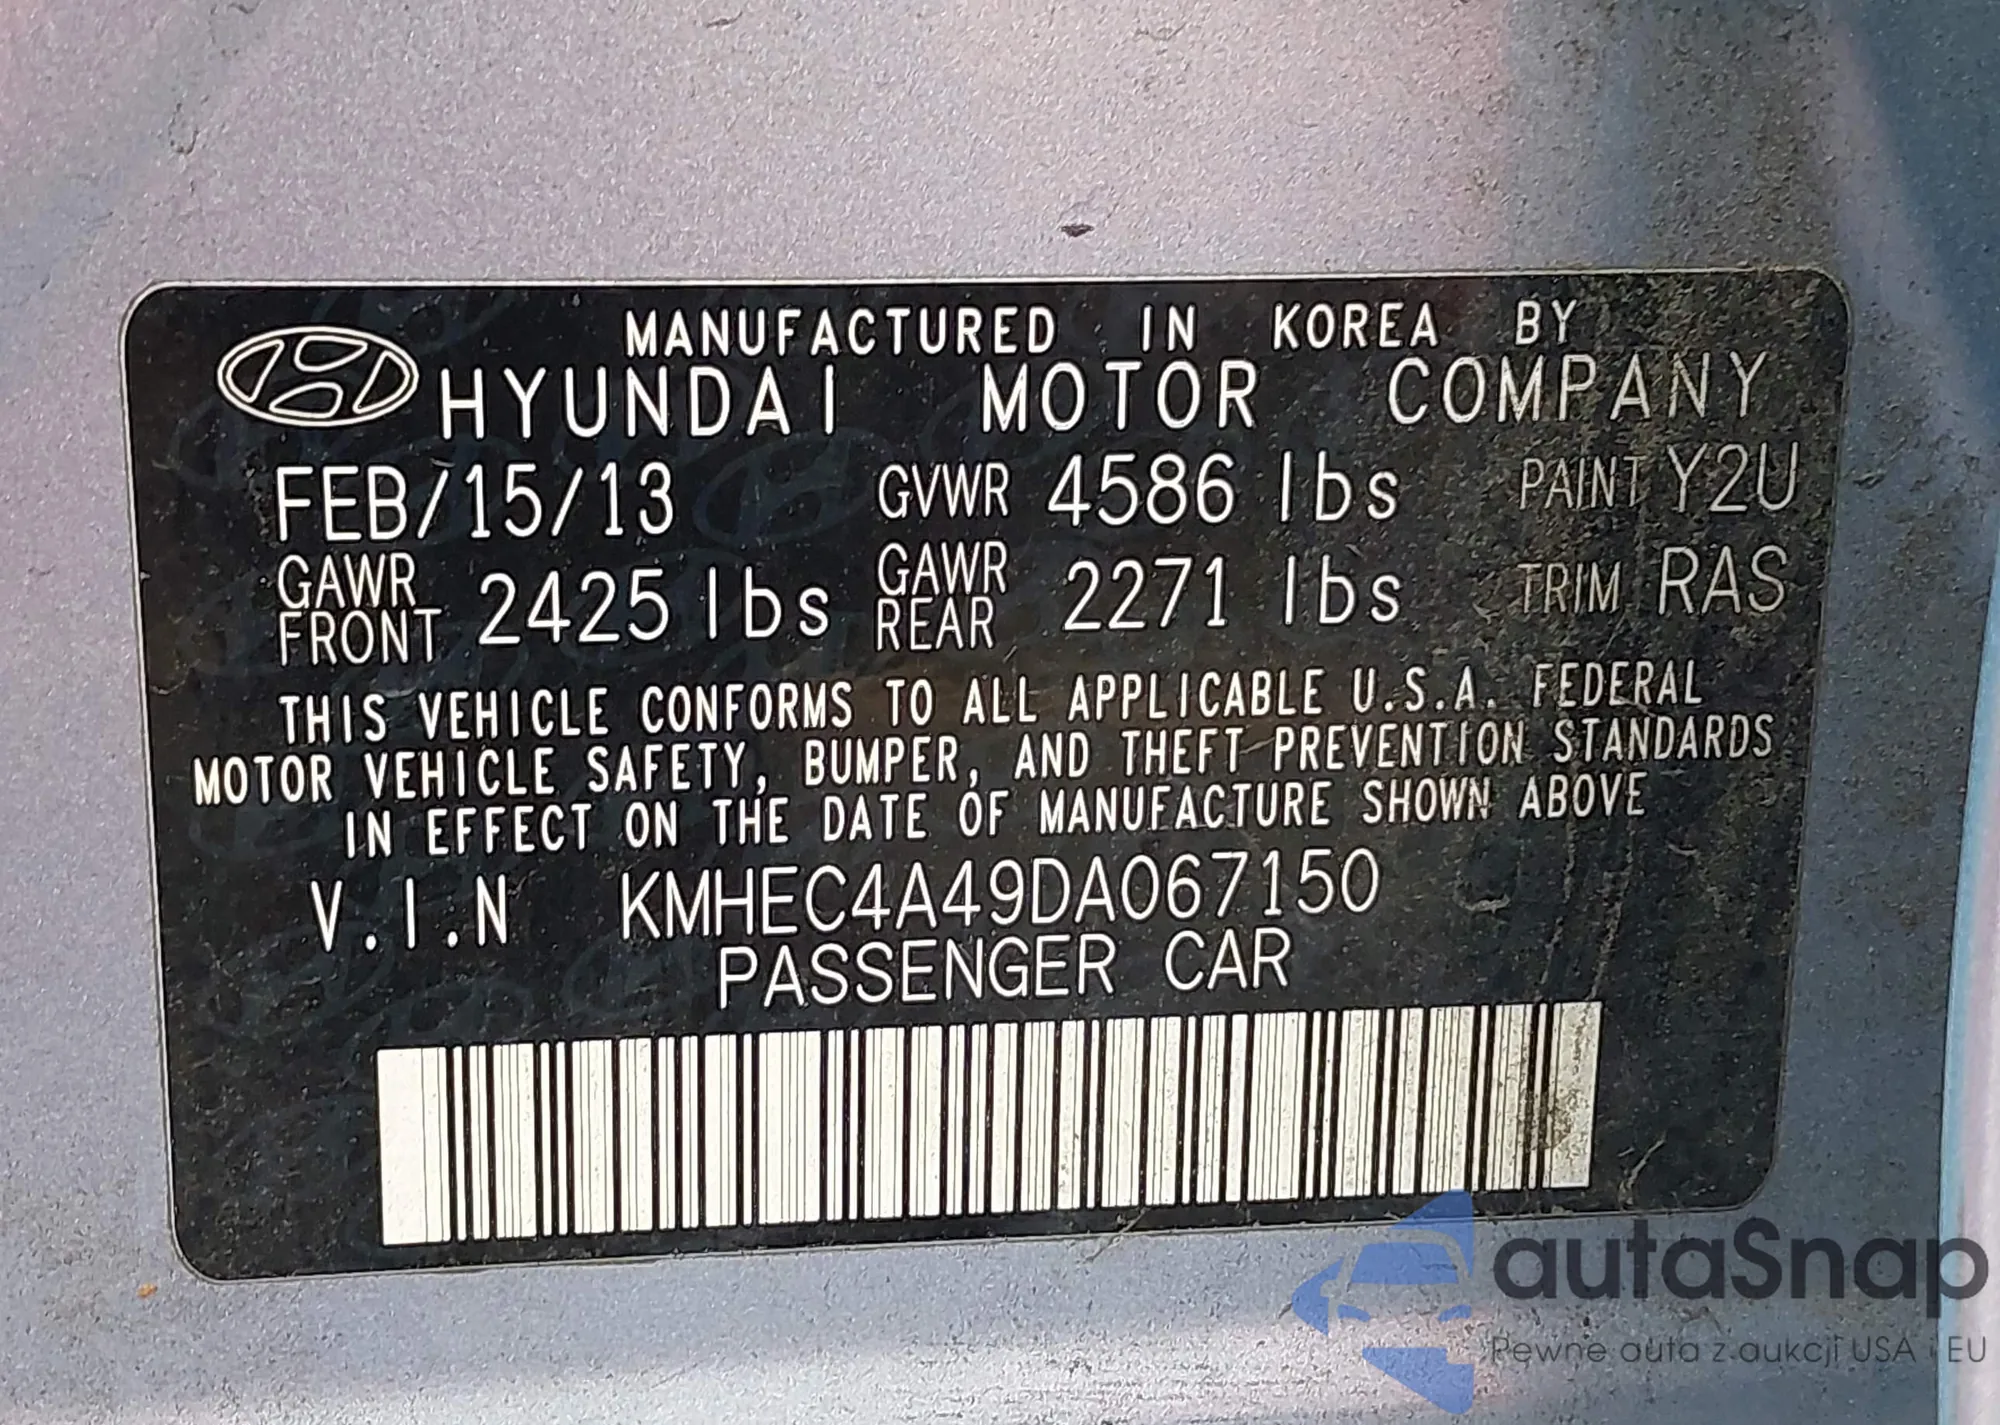 MANUFACTURED IN KOREA BY
HYUNDAI MOTOR COMPANY
FEB/15/13 GVWR 4586 lbs PAINT Y2U
GAWR FRONT 2425 lbs GAWR REAR 2271 lbs TRIM RAS
THIS VEHICLE CONFORMS TO ALL APPLICABLE U.S.A. FEDERAL
MOTOR VEHICLE SAFETY, BUMPER, AND THEFT PREVENTION STANDARDS
IN EFFECT ON THE DATE OF MANUFACTURE SHOWN ABOVE
V.I.N KMHEC4A49DA067150
PASSENGER CAR
autaSnap
Pewne auta z aukcji USA i EU